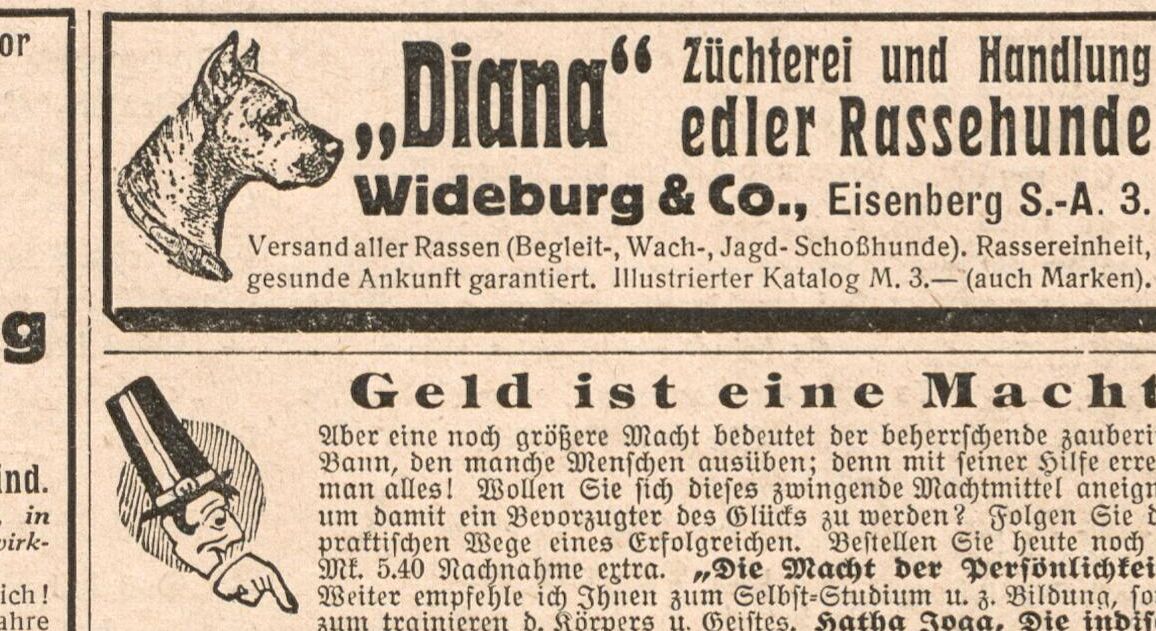 or
g
ind.
, in
wirk-
ich!
ahre
„Diana“ Züchterei und Handlung
edler Rassehunde
Wideburg & Co., Eisenberg S.-A. 3.
Versand aller Rassen (Begleit-, Wach-, Jagd- Schoßhunde). Rassereinheit,
gesunde Ankunft garantiert. Illustrierter Katalog M. 3.— (auch Marken).
Geld ist eine Macht
Aber eine noch größere Macht bedeutet der beherrschende zauberi
Bann, den manche Menschen ausüben; denn mit seiner Hilfe erre
man alles! Wollen Sie sich dieses zwingende Machtmittel aneign
um damit ein Bevorzugter des Glücks zu werden? Folgen Sie d
praktischen Wege eines Erfolgreichen. Bestellen Sie heute noch
Mk. 5.40 Nachnahme extra. „Die Macht der Persönlichkei
Weiter empfehle ich Ihnen zum Selbst-Studium u. z. Bildung, so
zum trainieren d. Körpers u. Geistes. Hatha Joga. Die indis